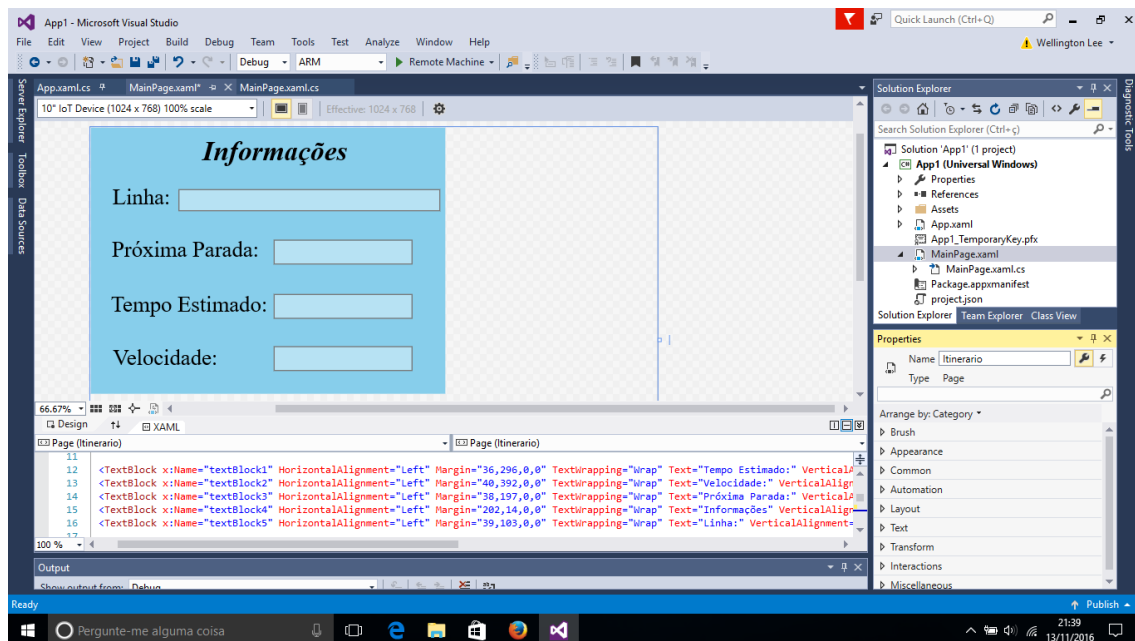 App1 - Microsoft Visual Studio
Quick Launch (Ctrl+Q)
File Edit View Project Build Debug Team Tools Test Analyze Window Help
Wellington Lee
Debug ARM Remote Machine
Server Explorer
Toolbox
Data Sources
App.xaml.cs MainPage.xaml* MainPage.xaml.cs
10" IoT Device (1024 x 768) 100% scale Effective: 1024 x 768
Informações
Linha:
Próxima Parada:
Tempo Estimado:
Velocidade:
66.67%
Design XAML
Page (Itinerario) Page (Itinerario)
11
12 <TextBlock x:Name="textBlock1" HorizontalAlignment="Left" Margin="36,296,0,0" TextWrapping="Wrap" Text="Tempo Estimado:" VerticalA
13 <TextBlock x:Name="textBlock2" HorizontalAlignment="Left" Margin="40,392,0,0" TextWrapping="Wrap" Text="Velocidade:" VerticalAlign
14 <TextBlock x:Name="textBlock3" HorizontalAlignment="Left" Margin="38,197,0,0" TextWrapping="Wrap" Text="Próxima Parada:" VerticalA
15 <TextBlock x:Name="textBlock4" HorizontalAlignment="Left" Margin="202,14,0,0" TextWrapping="Wrap" Text="Informações" VerticalAlign
16 <TextBlock x:Name="textBlock5" HorizontalAlignment="Left" Margin="39,103,0,0" TextWrapping="Wrap" Text="Linha:" VerticalAlignment=
17
100 %
Output
Show output from: Debug
Solution Explorer
Search Solution Explorer (Ctrl+ç)
Solution 'App1' (1 project)
App1 (Universal Windows)
Properties
References
Assets
App.xaml
App1_TemporaryKey.pfx
MainPage.xaml
MainPage.xaml.cs
Package.appxmanifest
project.json
Solution Explorer Team Explorer Class View
Properties
Name Itinerario
Type Page
Arrange by: Category
Brush
Appearance
Common
Automation
Layout
Text
Transform
Interactions
Miscellaneous
Diagnostic Tools
Ready
Publish
Pergunte-me alguma coisa
21:39
13/11/2016